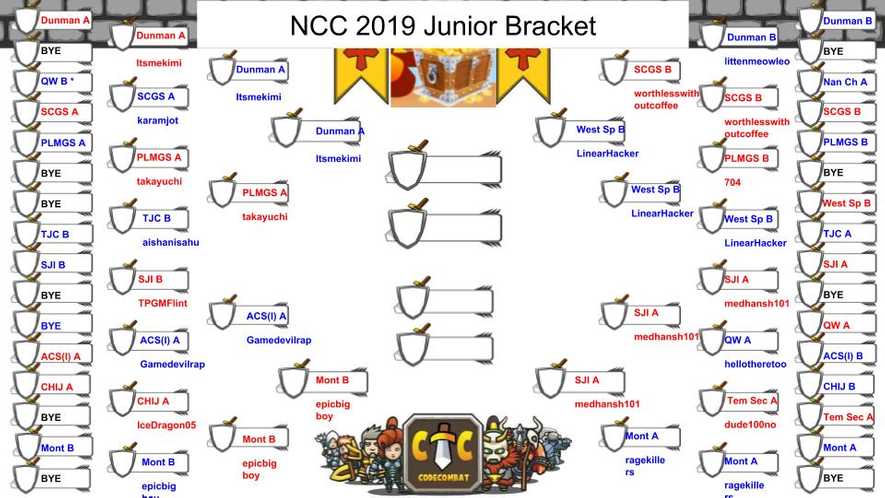 NCC 2019 Junior Bracket
Dunman A
BYE
QW B *
SCGS A
PLMGS A
BYE
BYE
TJC B
SJI B
BYE
BYE
ACS(I) A
CHIJ A
BYE
Mont B
BYE
Dunman A
Itsmekimi
SCGS A
karamjot
PLMGS A
takayuchi
TJC B
aishanisahu
SJI B
TPGMFlint
ACS(I) A
Gamedevilrap
CHIJ A
IceDragon05
Mont B
epicbig
boy
Dunman A
Itsmekimi
PLMGS A
takayuchi
ACS(I) A
Gamedevilrap
Mont B
epicbig
boy
Dunman A
Itsmekimi
Mont B
epicbig
boy
CODECOMBAT
West Sp B
LinearHacker
SJI A
medhansh101
SCGS B
worthlesswith
outcoffee
West Sp B
LinearHacker
SJI A
medhansh101
Mont A
ragekille
rs
Dunman B
littenmeowleo
SCGS B
worthlesswith
outcoffee
PLMGS B
704
West Sp B
LinearHacker
SJI A
medhansh101
QW A
hellotheretoo
Tem Sec A
dude100no
Mont A
ragekille
rs
Dunman B
BYE
Nan Ch A
SCGS B
PLMGS B
BYE
West Sp B
TJC A
SJI A
BYE
QW A
ACS(I) B
CHIJ B
Tem Sec A
Mont A
BYE